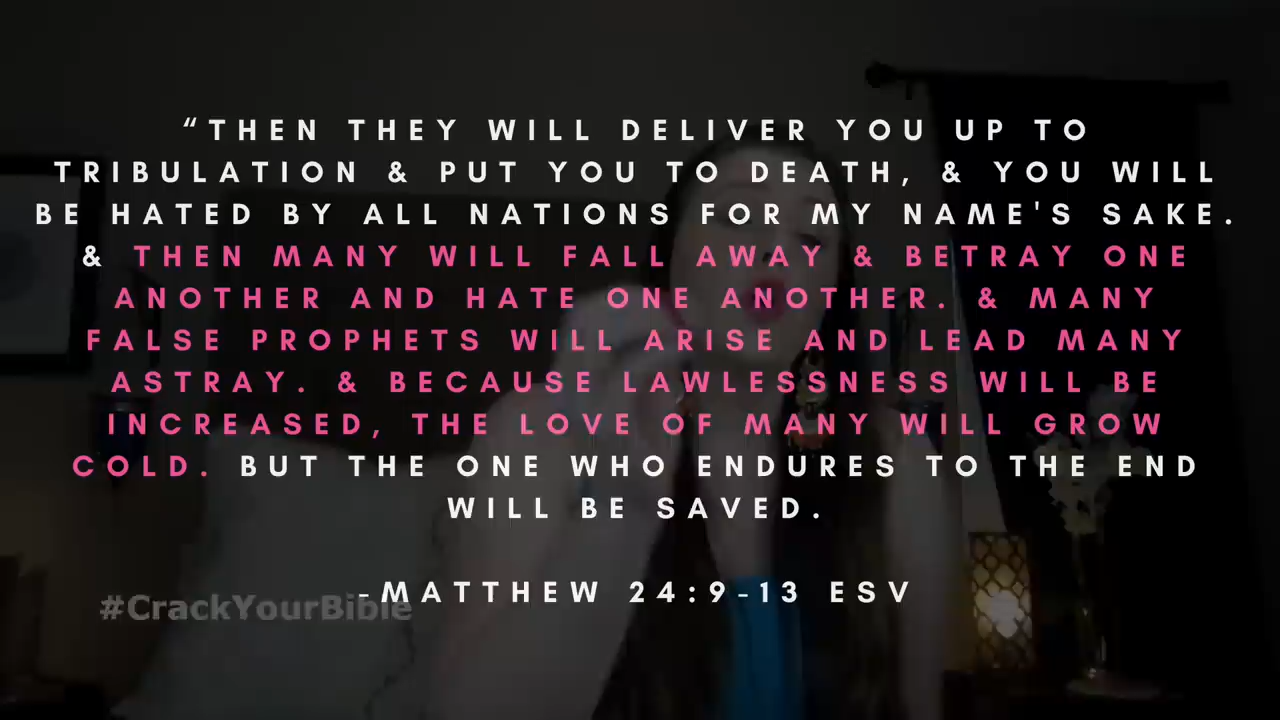 “THEN THEY WILL DELIVER YOU UP TO
TRIBULATION & PUT YOU TO DEATH, & YOU WILL
BE HATED BY ALL NATIONS FOR MY NAME'S SAKE.
& THEN MANY WILL FALL AWAY & BETRAY ONE
ANOTHER AND HATE ONE ANOTHER. & MANY
FALSE PROPHETS WILL ARISE AND LEAD MANY
ASTRAY. & BECAUSE LAWLESSNESS WILL BE
INCREASED, THE LOVE OF MANY WILL GROW
COLD. BUT THE ONE WHO ENDURES TO THE END
WILL BE SAVED.
-MATTHEW 24:9-13 ESV
#CrackYourBible